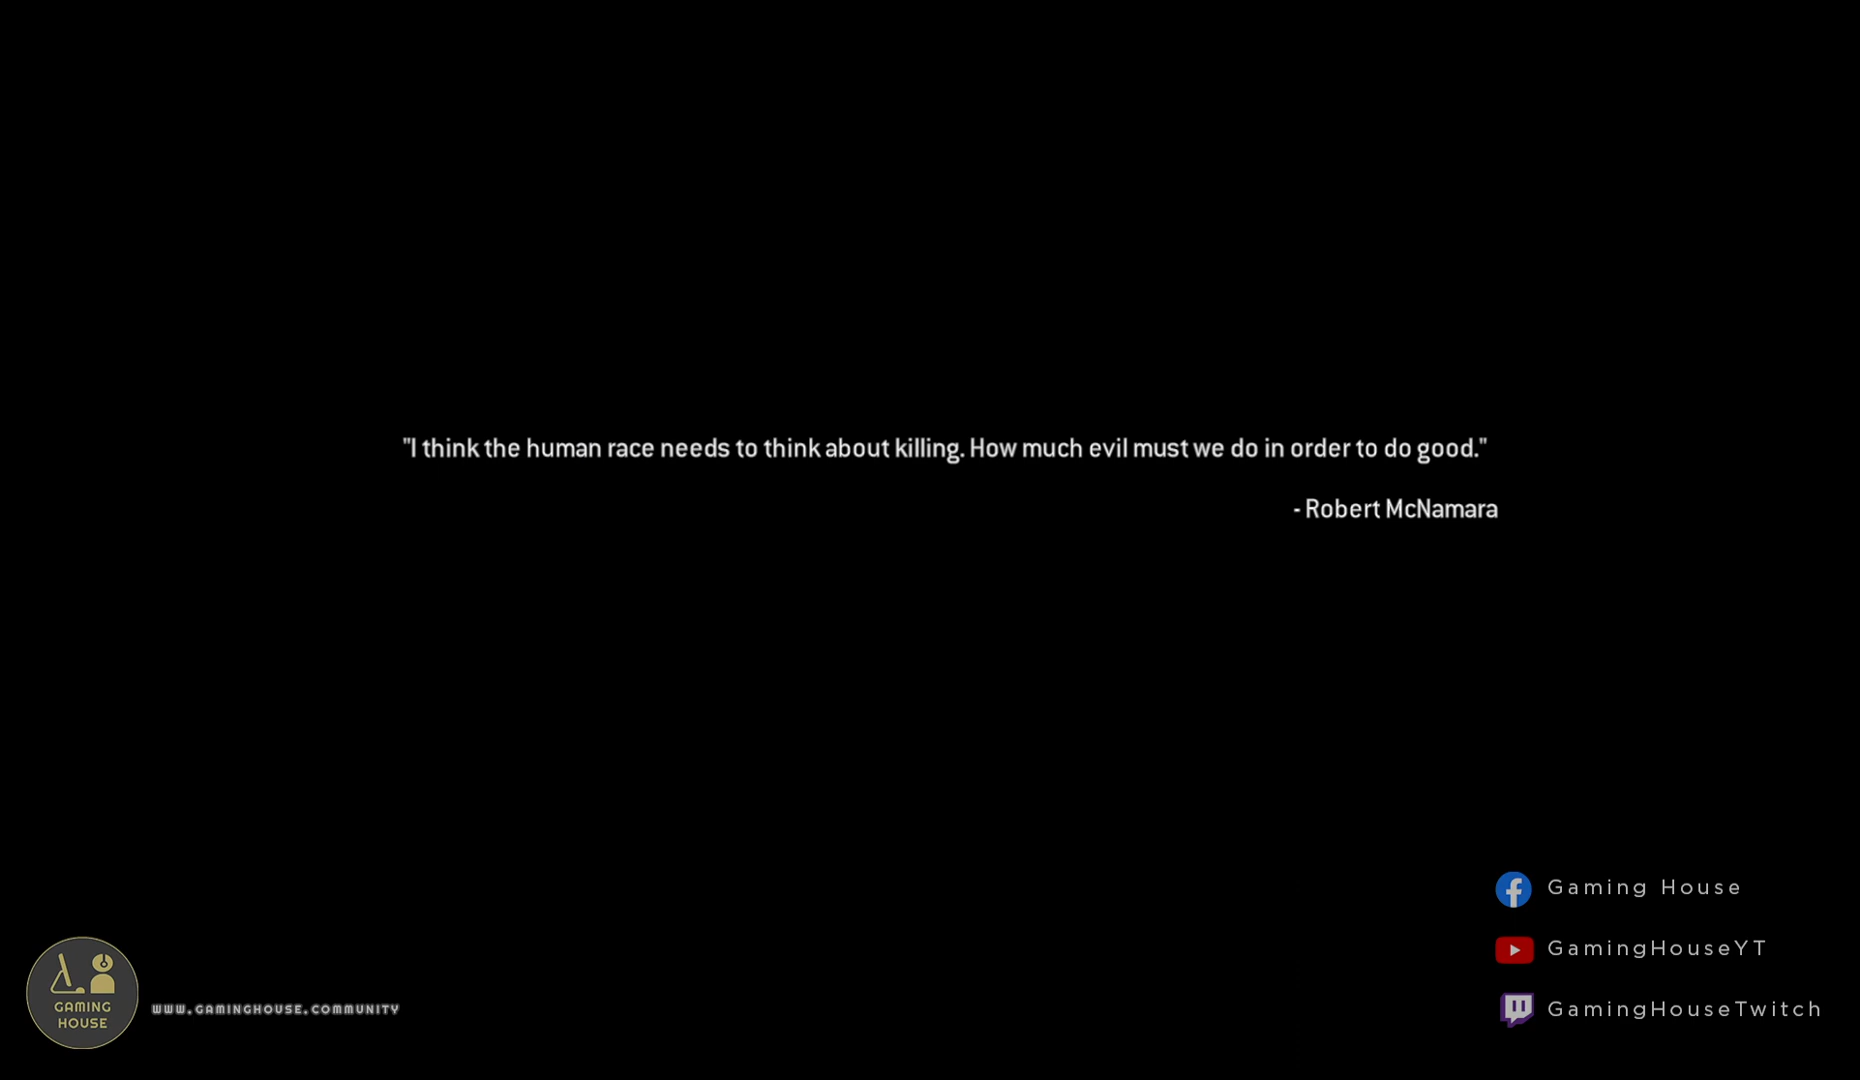 "I think the human race needs to think about killing. How much evil must we do in order to do good."
- Robert McNamara
Gaming House
GamingHouseYT
GAMING
HOUSE
WWW.GAMINGHOUSE.COMMUNITY
GamingHouseTwitch